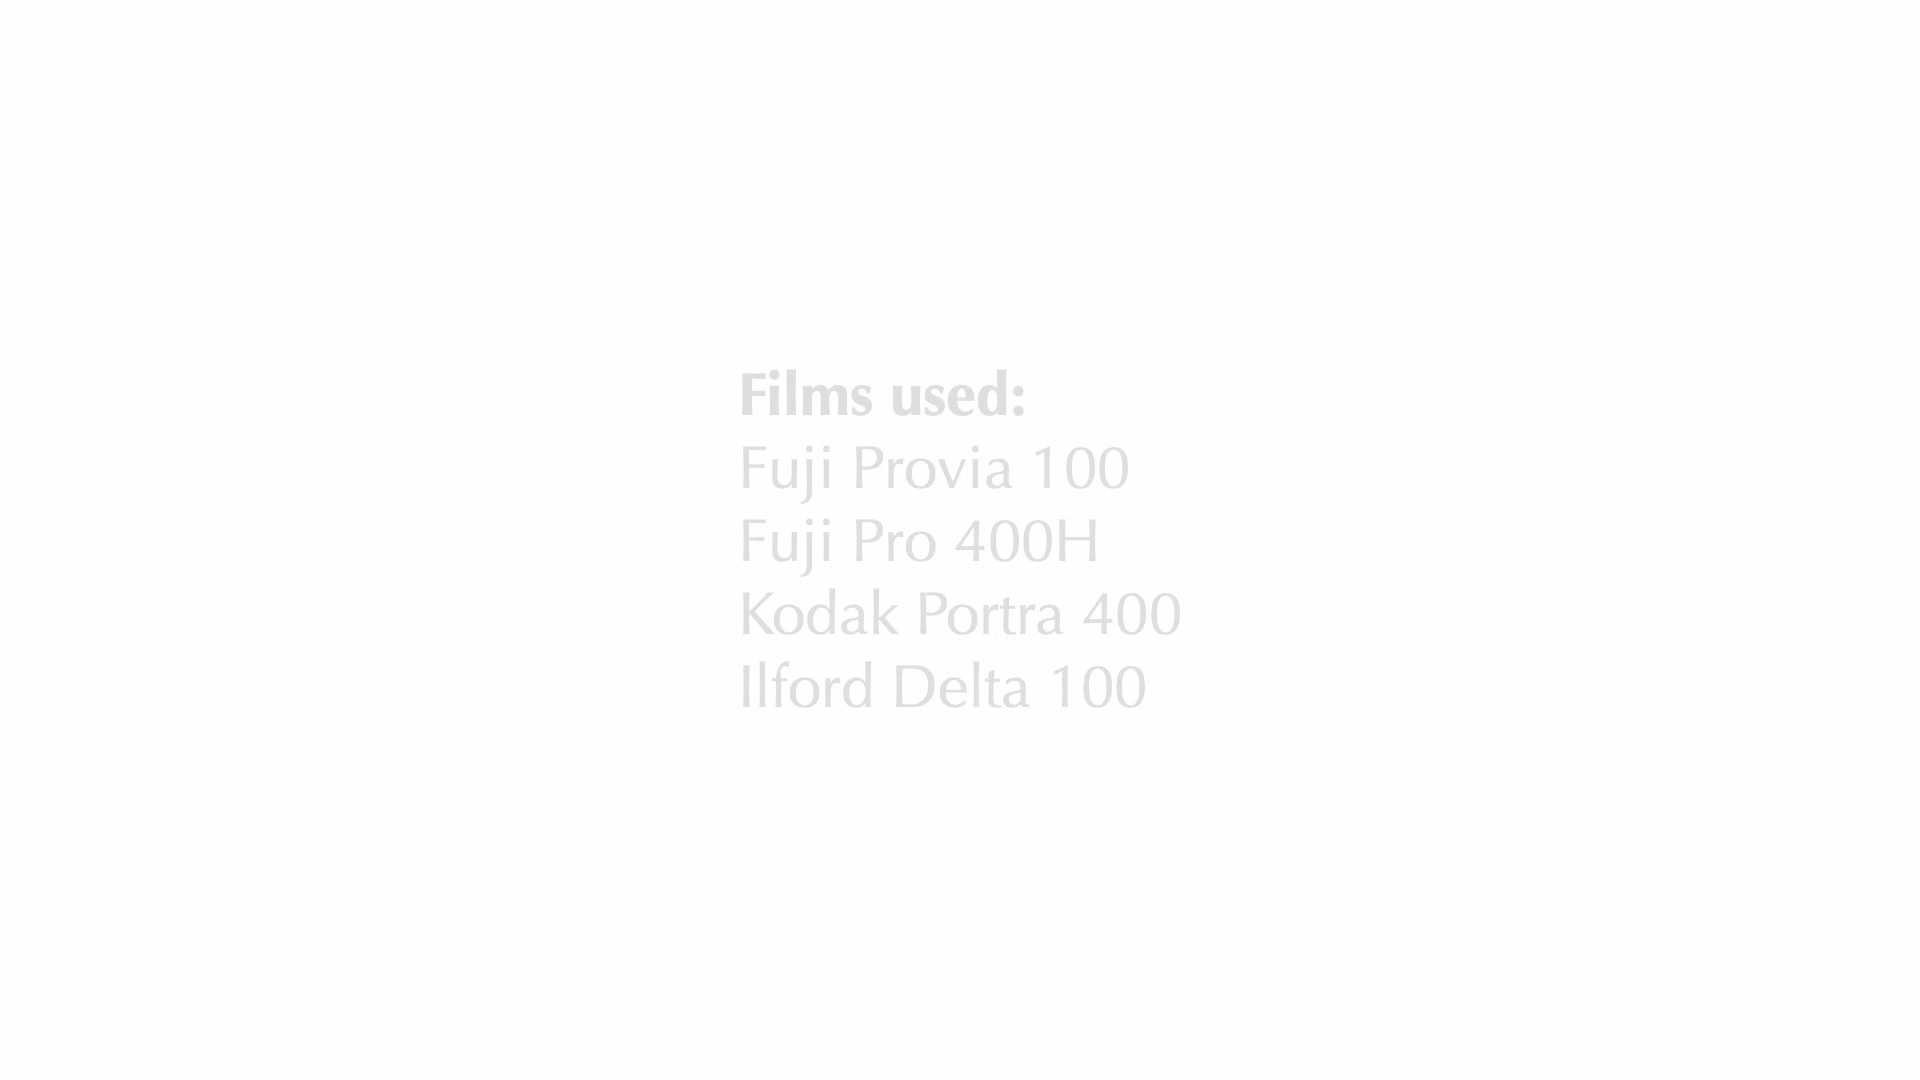 Films used:
Fuji Provia 100
Fuji Pro 400H
Kodak Portra 400
Ilford Delta 100